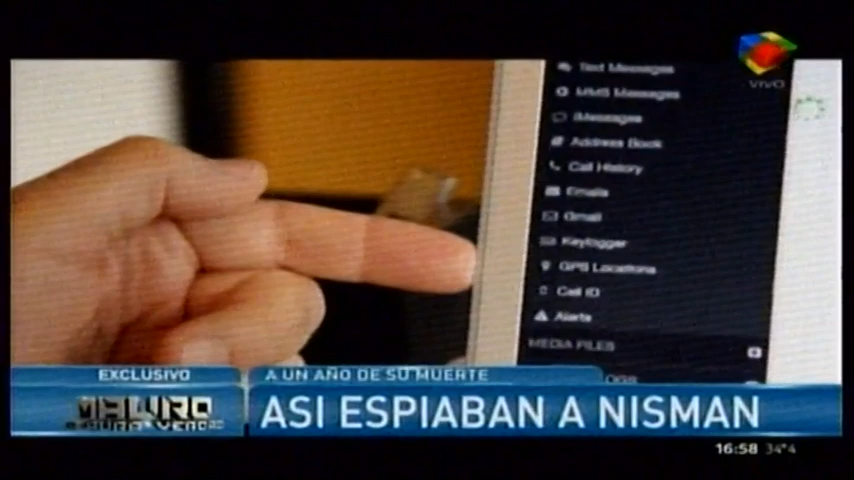 Text Messages
MMS Messages
iMessages
Address Book
Call History
Emails
Gmail
Keylogger
GPS Locations
Call ID
Alerts
MEDIA FILES
VIVO
EXCLUSIVO
A UN AÑO DE SU MUERTE
MAURO
ASI ESPIABAN A NISMAN
16:58 34°4